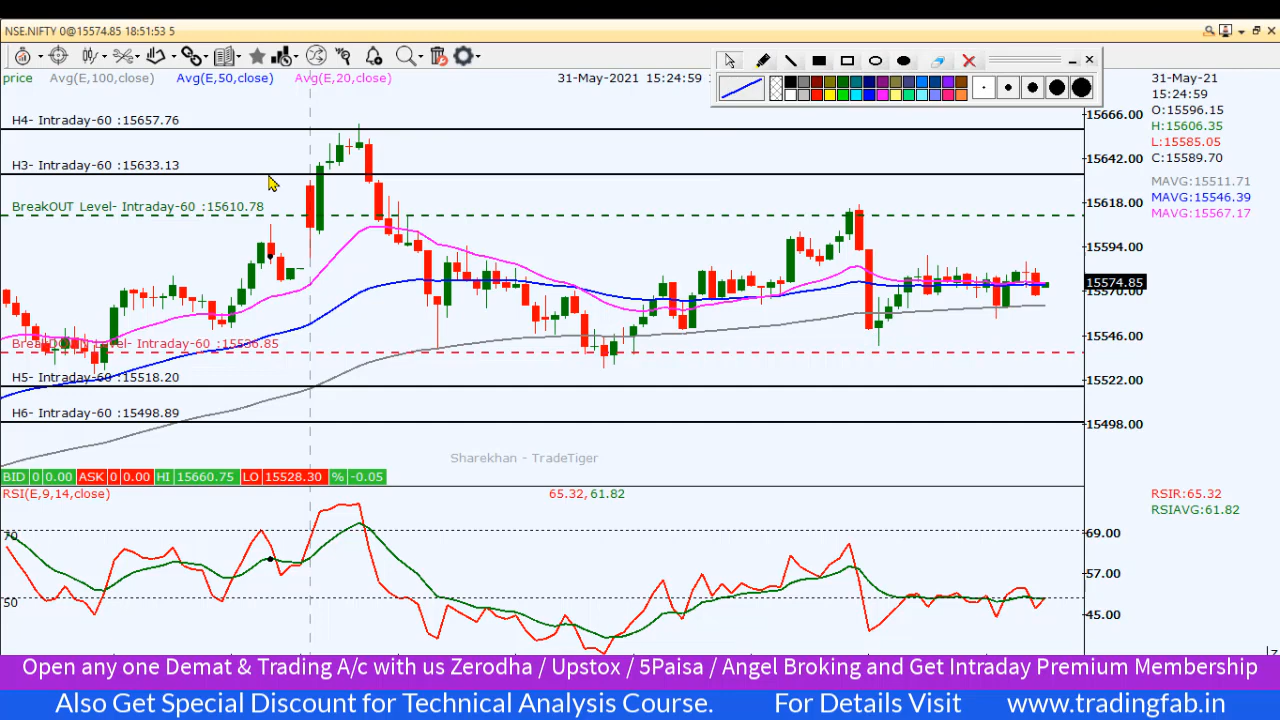 NSE.NIFTY 0@15574.85 18:51:53 5
price Avg(E,100,close) Avg(E,50,close) Avg(E,20,close) 31-May-2021 15:24:59
31-May-21
15:24:59
O:15596.15
H:15606.35
L:15585.05
C:15589.70
MAVG:15511.71
MAVG:15546.39
MAVG:15567.17
H4- Intraday-60 :15657.76
H3- Intraday-60 :15633.13
BreakOUT Level- Intraday-60 :15610.78
BreakDOWN Level- Intraday-60 :15536.85
H5- Intraday-60 :15518.20
H6- Intraday-60 :15498.89
15666.00
15642.00
15618.00
15594.00
15574.85
15570.00
15546.00
15522.00
15498.00
Sharekhan - TradeTiger
BID 0 0.00 ASK 0 0.00 HI 15660.75 LO 15528.30 % -0.05
RSI(E,9,14,close) 65.32, 61.82
RSIR:65.32
RSIAVG:61.82
70
50
69.00
57.00
45.00
Open any one Demat & Trading A/c with us Zerodha / Upstox / 5Paisa / Angel Broking and Get Intraday Premium Membership
Also Get Special Discount for Technical Analysis Course. For Details Visit www.tradingfab.in